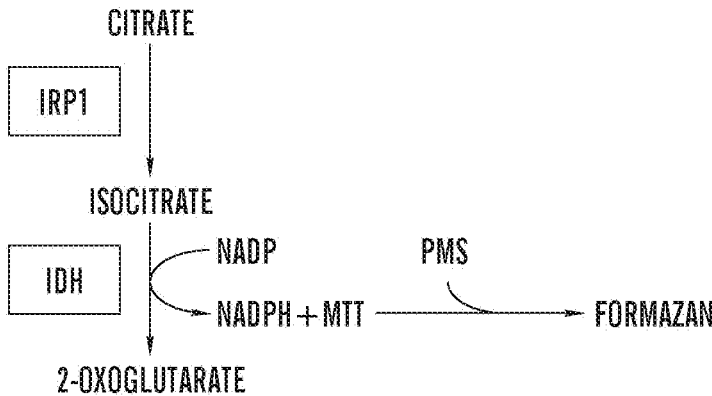 CITRATE
IRP1
ISOCITRATE
NADP
PMS
IDH
NADPH + MTT
FORMAZAN
2-OXOGLUTARATE